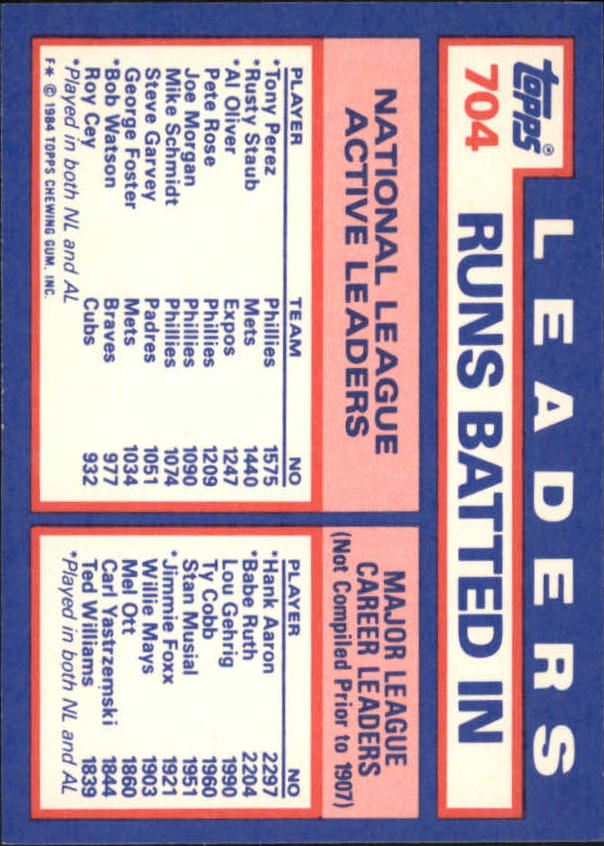 topps®
704
LEADERS
RUNS BATTED IN
NATIONAL LEAGUE
ACTIVE LEADERS
PLAYER TEAM NO
*Tony Perez Phillies 1575
*Rusty Staub Mets 1440
*Al Oliver Expos 1247
Pete Rose Phillies 1209
Joe Morgan Phillies 1090
Mike Schmidt Phillies 1074
Steve Garvey Padres 1051
George Foster Mets 1034
*Bob Watson Braves 977
Roy Cey Cubs 932
*Played in both NL and AL
F* © 1984 TOPPS CHEWING GUM, INC.
MAJOR LEAGUE
CAREER LEADERS
(Not Compiled Prior to 1907)
PLAYER NO
*Hank Aaron 2297
*Babe Ruth 2204
Lou Gehrig 1990
Ty Cobb 1960
Stan Musial 1951
*Jimmie Foxx 1921
Willie Mays 1903
Mel Ott 1860
Carl Yastrzemski 1844
Ted Williams 1839
*Played in both NL and AL